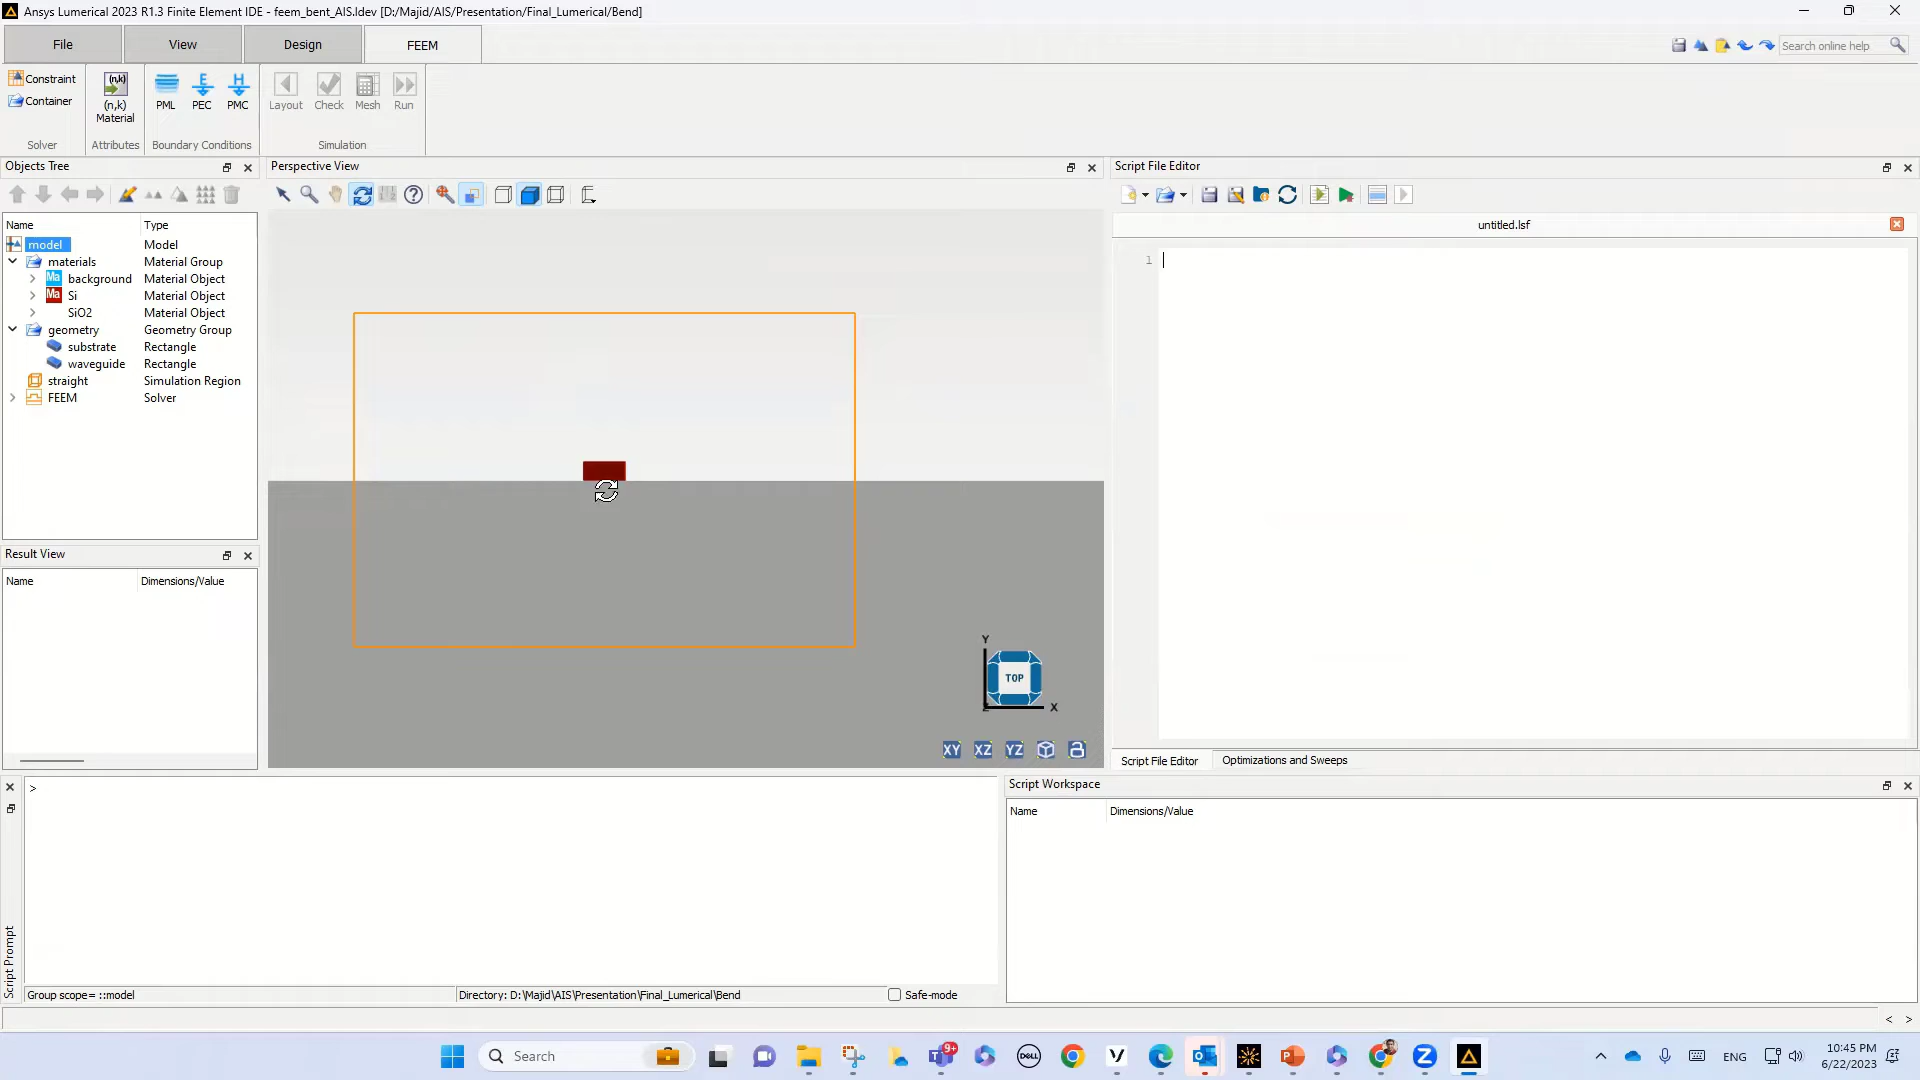 Ansys Lumerical 2023 R1.3 Finite Element IDE - feem_bent_AIS.ldev [D:/Majid/AIS/Presentation/Final_Lumerical/Bend]
File View Design FEEM
Search online help
Constraint
Container
(n,k)
(n,k)
Material
E H
PML PEC PMC
Layout Check Mesh Run
Solver Attributes Boundary Conditions Simulation
Objects Tree
Perspective View
Script File Editor
Name Type
untitled.lsf
model Model
materials Material Group
Ma background Material Object
Ma Si Material Object
SiO2 Material Object
geometry Geometry Group
substrate Rectangle
waveguide Rectangle
straight Simulation Region
FEEM Solver
1
Result View
Name Dimensions/Value
Y
TOP
Z X
XY XZ YZ
Script File Editor Optimizations and Sweeps
>
Script Prompt
Script Workspace
Name Dimensions/Value
Group scope= ::model
Directory: D:\Majid\AIS\Presentation\Final_Lumerical\Bend
Safe-mode
< >
Search
9+
DELL
ENG
10:45 PM
6/22/2023